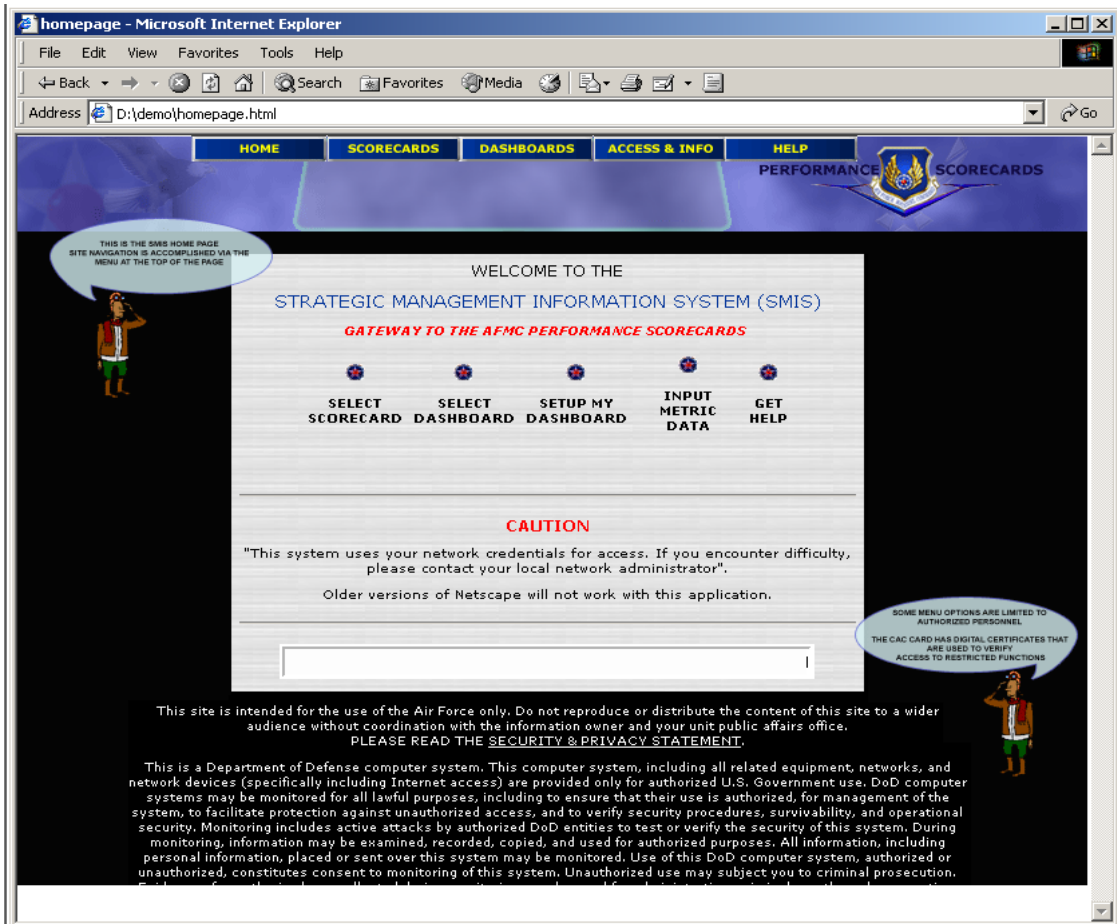 homepage - Microsoft Internet Explorer
File Edit View Favorites Tools Help
Back Search Favorites Media
Address D:\demo\homepage.html Go
HOME SCORECARDS DASHBOARDS ACCESS & INFO HELP
PERFORMANCE SCORECARDS
THIS IS THE SMIS HOME PAGE
SITE NAVIGATION IS ACCOMPLISHED VIA THE
MENU AT THE TOP OF THE PAGE
WELCOME TO THE
STRATEGIC MANAGEMENT INFORMATION SYSTEM (SMIS)
GATEWAY TO THE AFMC PERFORMANCE SCORECARDS
SELECT SCORECARD
SELECT DASHBOARD
SETUP MY DASHBOARD
INPUT METRIC DATA
GET HELP
CAUTION
"This system uses your network credentials for access. If you encounter difficulty,
please contact your local network administrator".
Older versions of Netscape will not work with this application.
SOME MENU OPTIONS ARE LIMITED TO
AUTHORIZED PERSONNEL
THE CAC CARD HAS DIGITAL CERTIFICATES THAT
ARE USED TO VERIFY
ACCESS TO RESTRICTED FUNCTIONS
This site is intended for the use of the Air Force only. Do not reproduce or distribute the content of this site to a wider
audience without coordination with the information owner and your unit public affairs office.
PLEASE READ THE SECURITY & PRIVACY STATEMENT.
This is a Department of Defense computer system. This computer system, including all related equipment, networks, and
network devices (specifically including Internet access) are provided only for authorized U.S. Government use. DoD computer
systems may be monitored for all lawful purposes, including to ensure that their use is authorized, for management of the
system, to facilitate protection against unauthorized access, and to verify security procedures, survivability, and operational
security. Monitoring includes active attacks by authorized DoD entities to test or verify the security of this system. During
monitoring, information may be examined, recorded, copied, and used for authorized purposes. All information, including
personal information, placed or sent over this system may be monitored. Use of this DoD computer system, authorized or
unauthorized, constitutes consent to monitoring of this system. Unauthorized use may subject you to criminal prosecution.